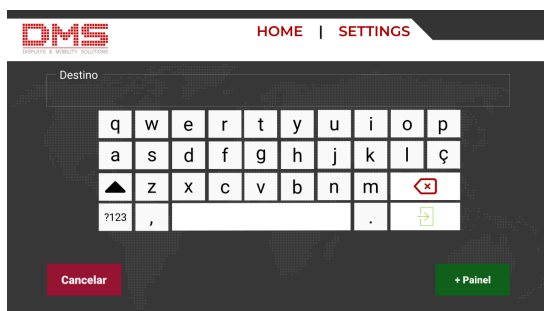 DMS
DISPLAYS & MOBILITY SOLUTIONS
HOME | SETTINGS
Destino
q w e r t y u i o p
a s d f g h j k l ç
z x c v b n m
?123 , .
Cancelar + Painel